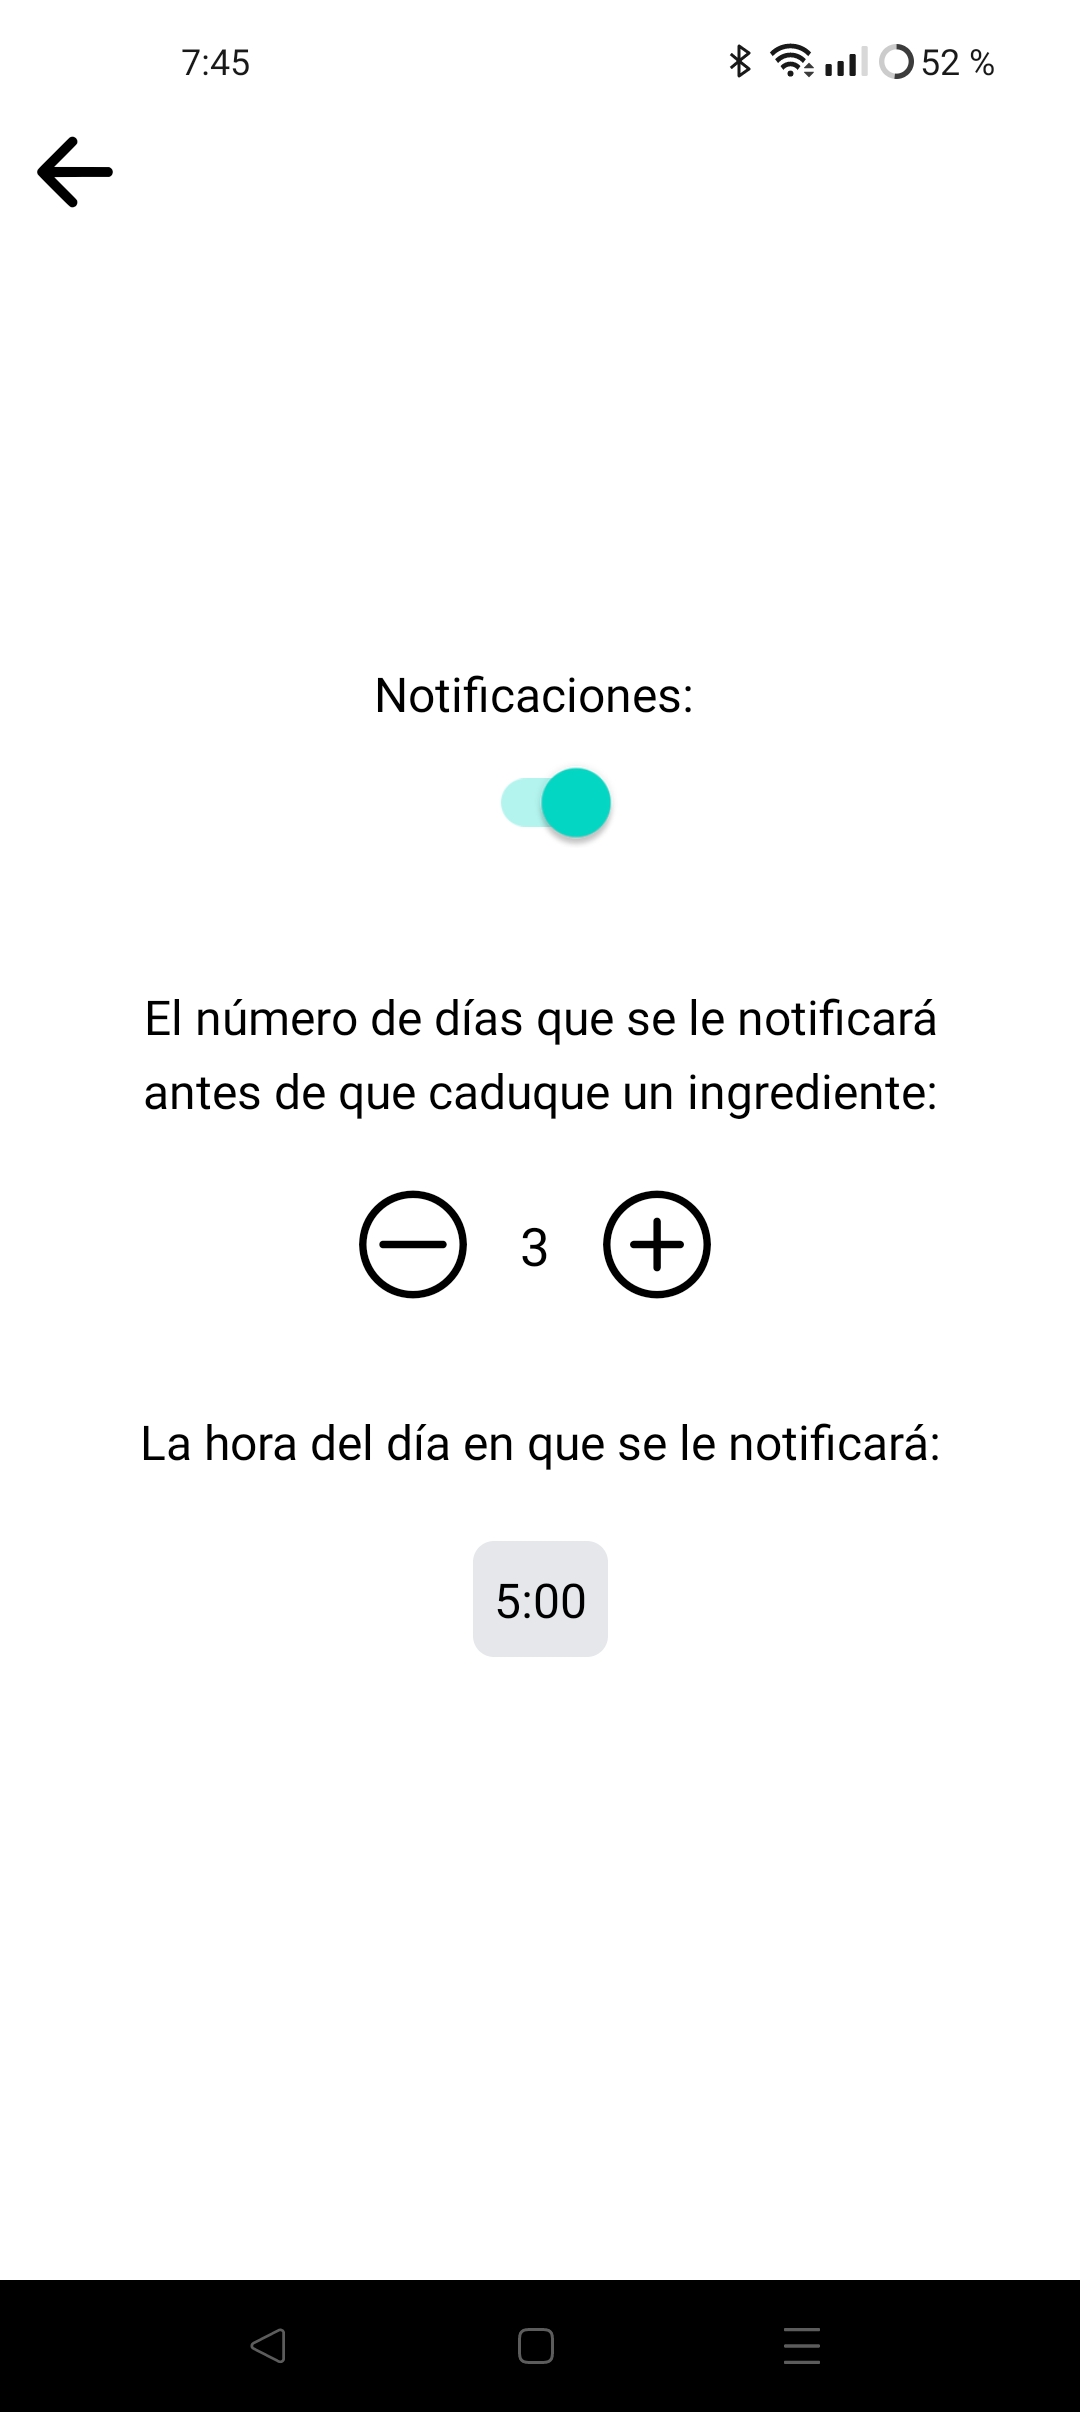 7:45
52 %
Notificaciones:
El número de días que se le notificará
antes de que caduque un ingrediente:
3
La hora del día en que se le notificará:
5:00